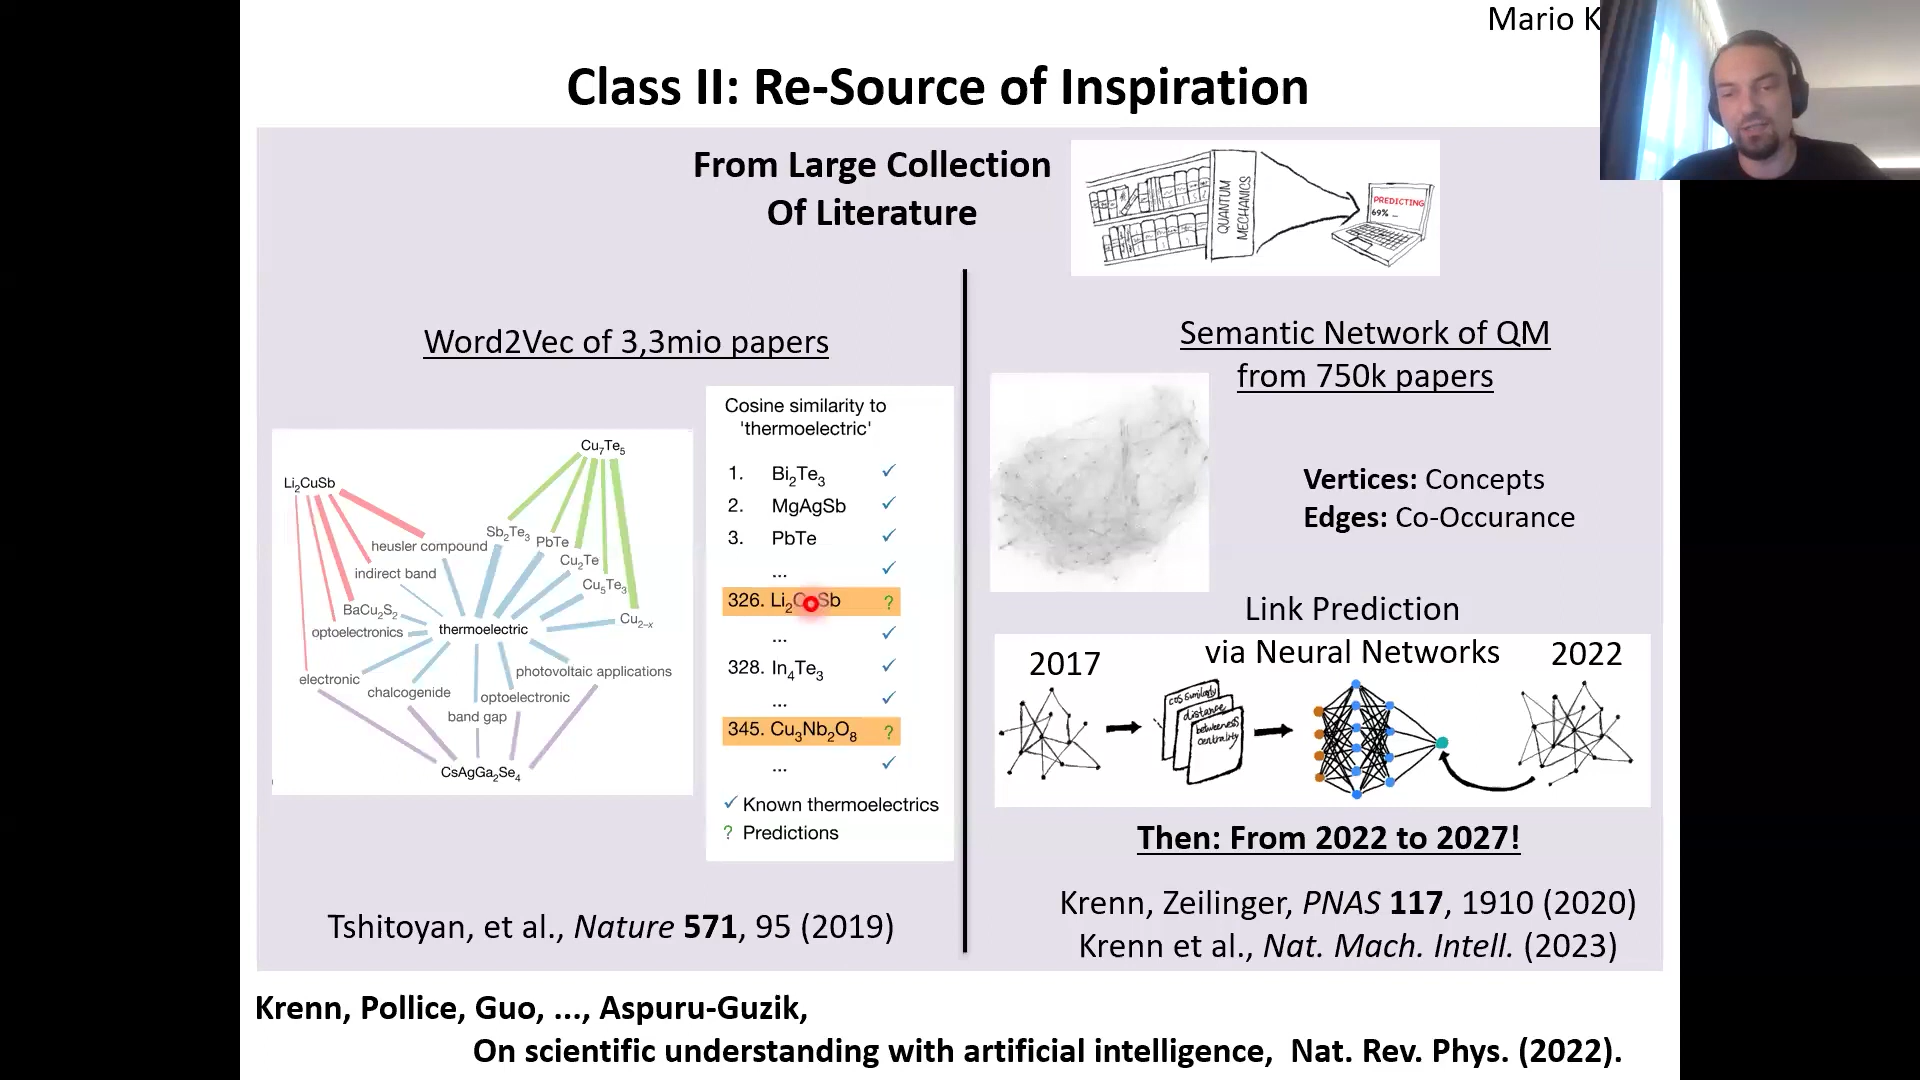 Mario K
Class II: Re-Source of Inspiration
From Large Collection
Of Literature
QUANTUM
MECHANICS
PREDICTING
69% _
Word2Vec of 3,3mio papers
Cu7Te5
Li2CuSb
Sb2Te3
PbTe
heusler compound
Cu2Te
indirect band
Cu5Te3
BaCu2S2
Cu2-x
optoelectronics
thermoelectric
photovoltaic applications
electronic
chalcogenide
optoelectronic
band gap
CsAgGa2Se4
Cosine similarity to
'thermoelectric'
1. Bi2Te3 ✓
2. MgAgSb ✓
3. PbTe ✓
... ✓
326. Li2CuSb ?
... ✓
328. In4Te3 ✓
... ✓
345. Cu3Nb2O8 ?
... ✓
✓ Known thermoelectrics
? Predictions
Tshitoyan, et al., Nature 571, 95 (2019)
Semantic Network of QM
from 750k papers
Vertices: Concepts
Edges: Co-Occurance
Link Prediction
via Neural Networks
2017
2022
cos similarity
distance
betweeness
centrality
Then: From 2022 to 2027!
Krenn, Zeilinger, PNAS 117, 1910 (2020)
Krenn et al., Nat. Mach. Intell. (2023)
Krenn, Pollice, Guo, ..., Aspuru-Guzik,
On scientific understanding with artificial intelligence, Nat. Rev. Phys. (2022).